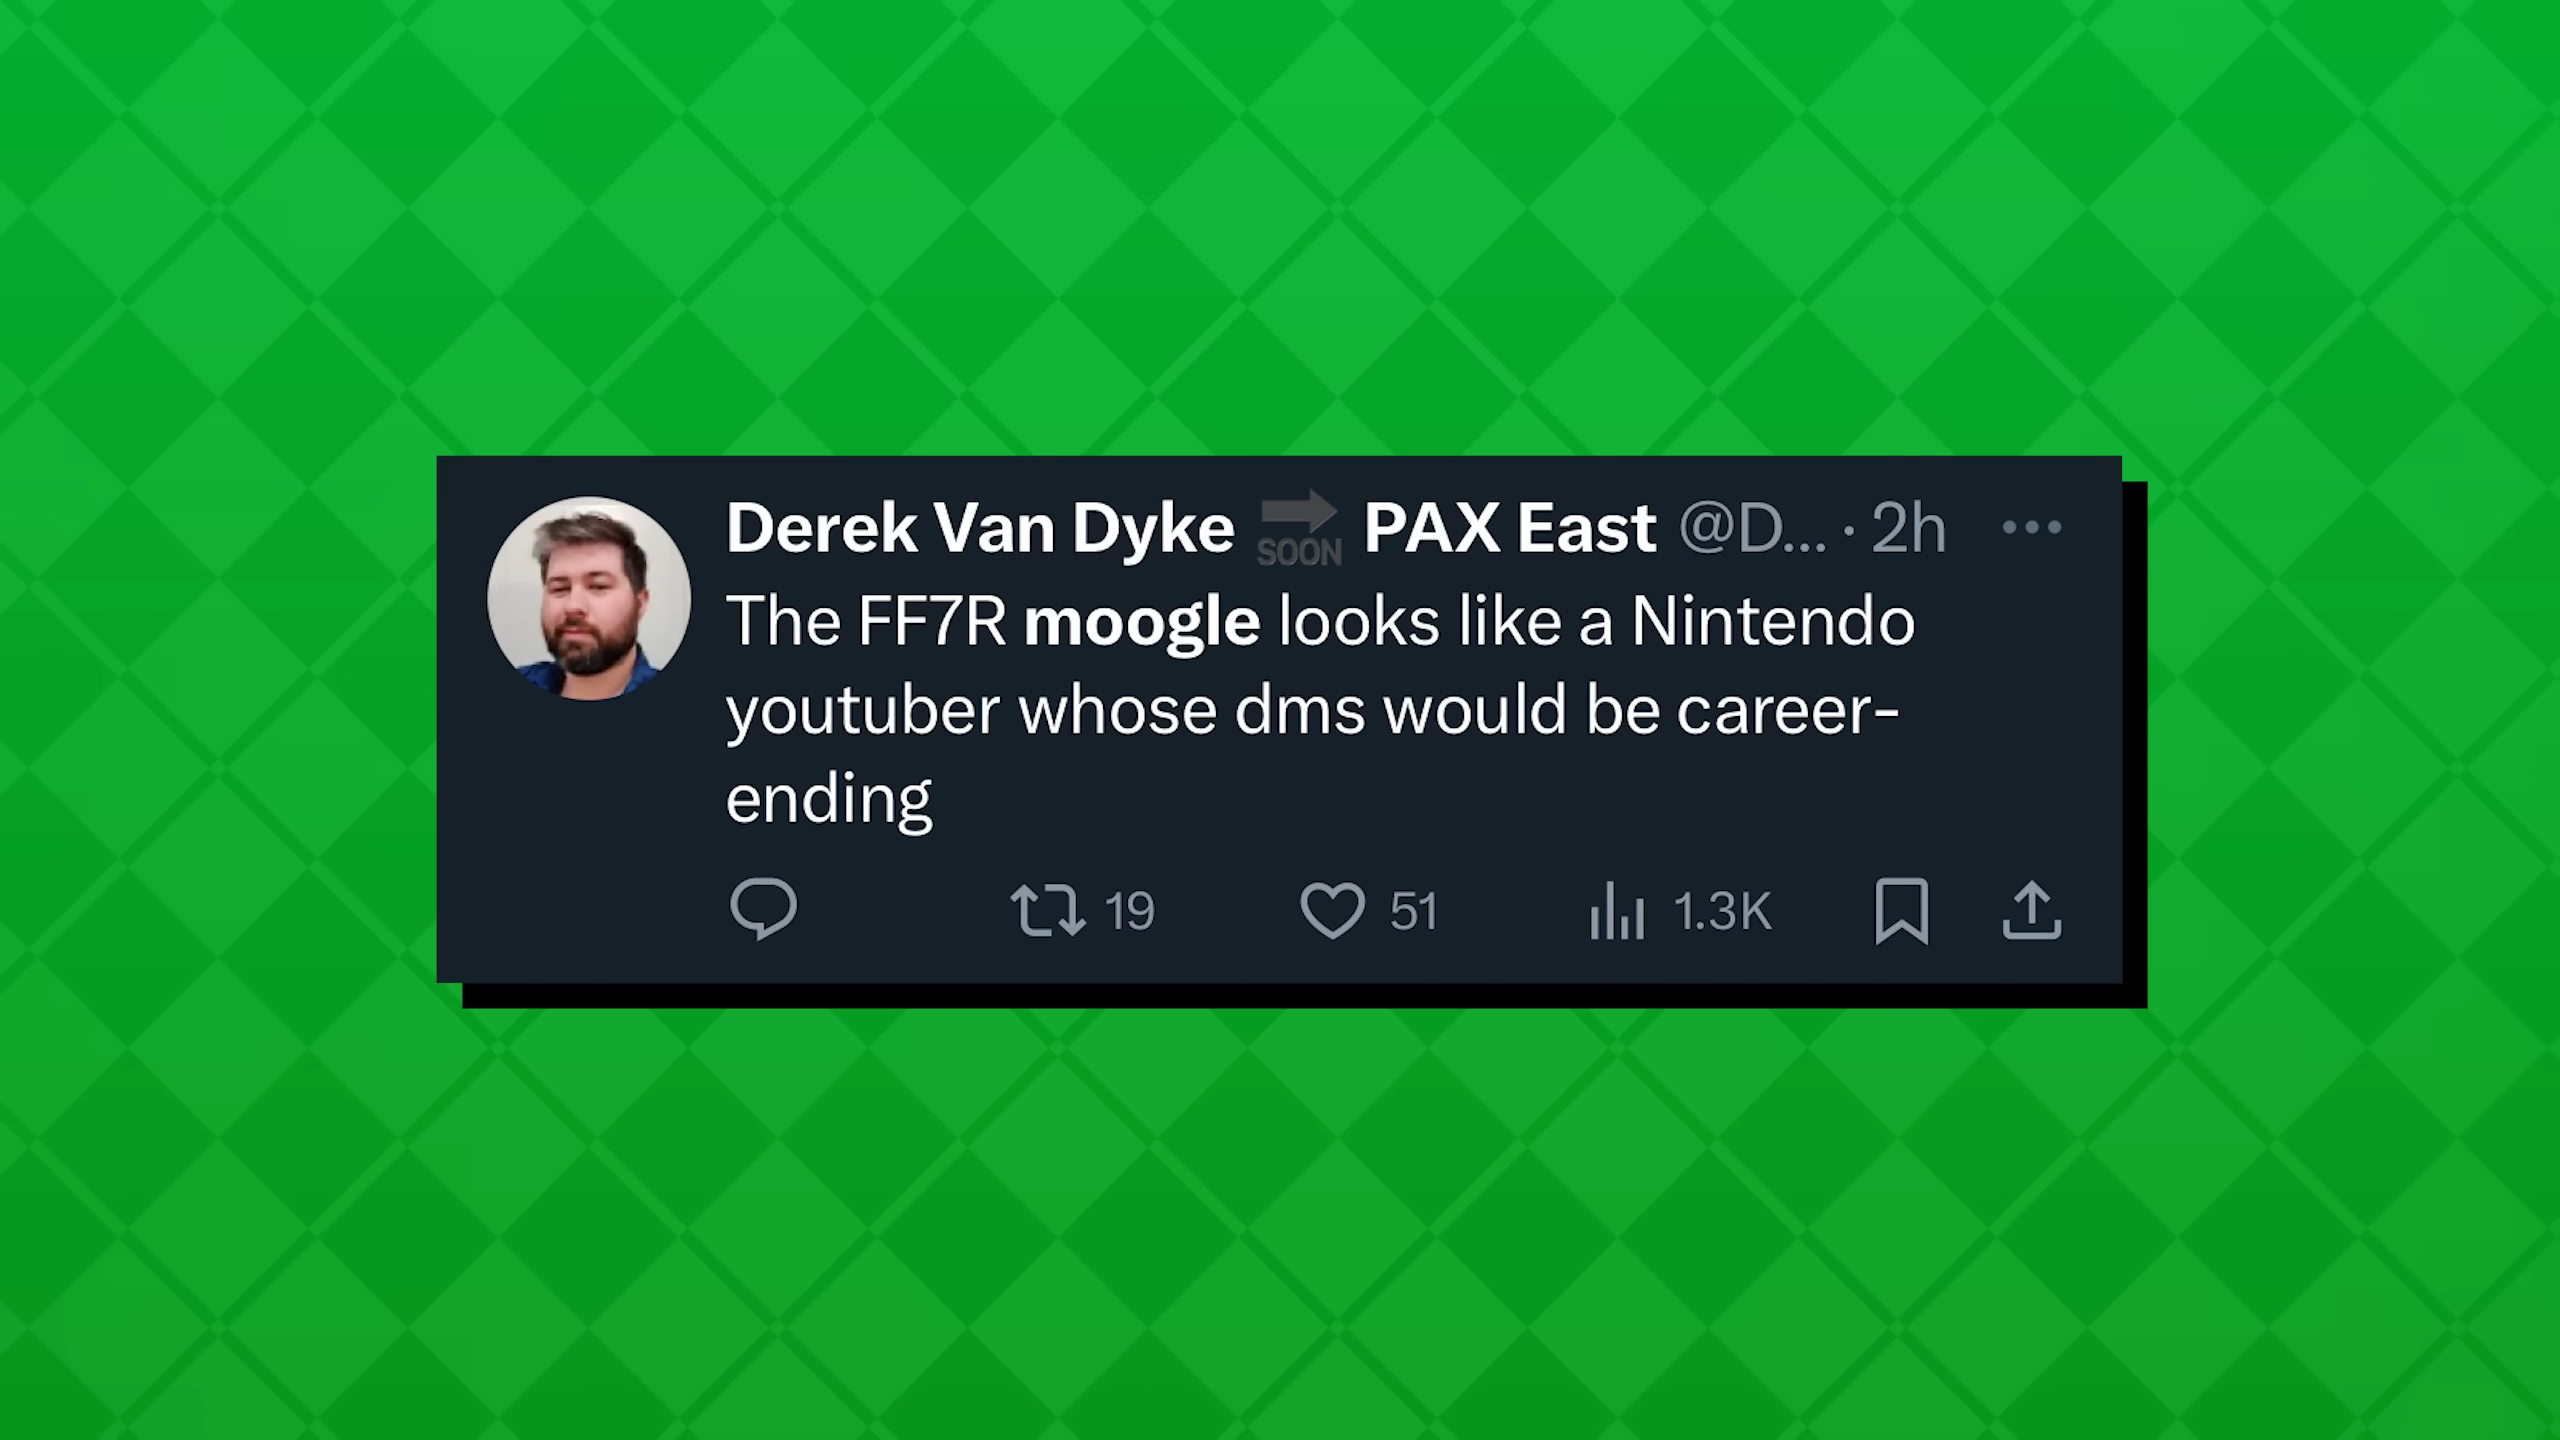 Derek Van Dyke 🔜 PAX East @D... · 2h
The FF7R moogle looks like a Nintendo
youtuber whose dms would be career-
ending
19 51 1.3K